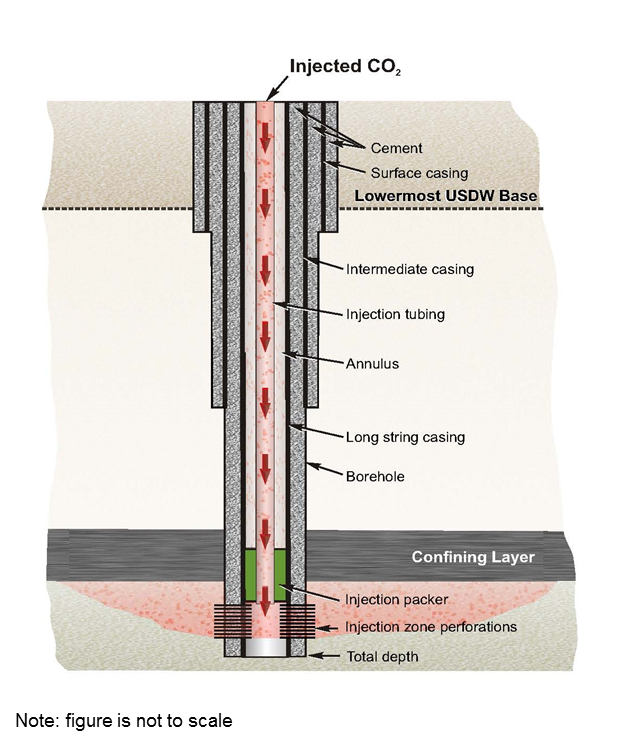 Injected CO₂
Cement
Surface casing
Lowermost USDW Base
Intermediate casing
Injection tubing
Annulus
Long string casing
Borehole
Confining Layer
Injection packer
Injection zone perforations
Total depth
Note: figure is not to scale